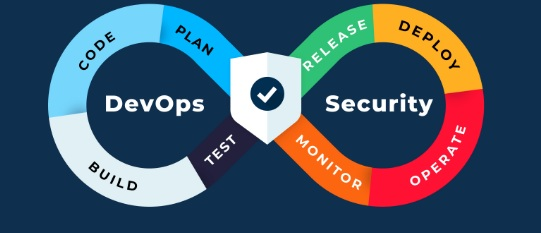 PLAN
CODE
BUILD
TEST
DevOps
RELEASE
DEPLOY
OPERATE
MONITOR
Security